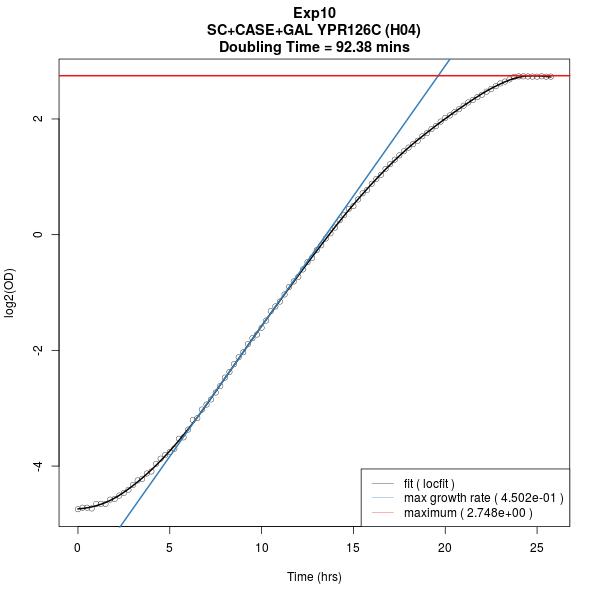 Exp10
SC+CASE+GAL YPR126C (H04)
Doubling Time = 92.38 mins
log2(OD)
2
0
-2
-4
fit ( locfit )
max growth rate ( 4.502e-01 )
maximum ( 2.748e+00 )
0 5 10 15 20 25
Time (hrs)